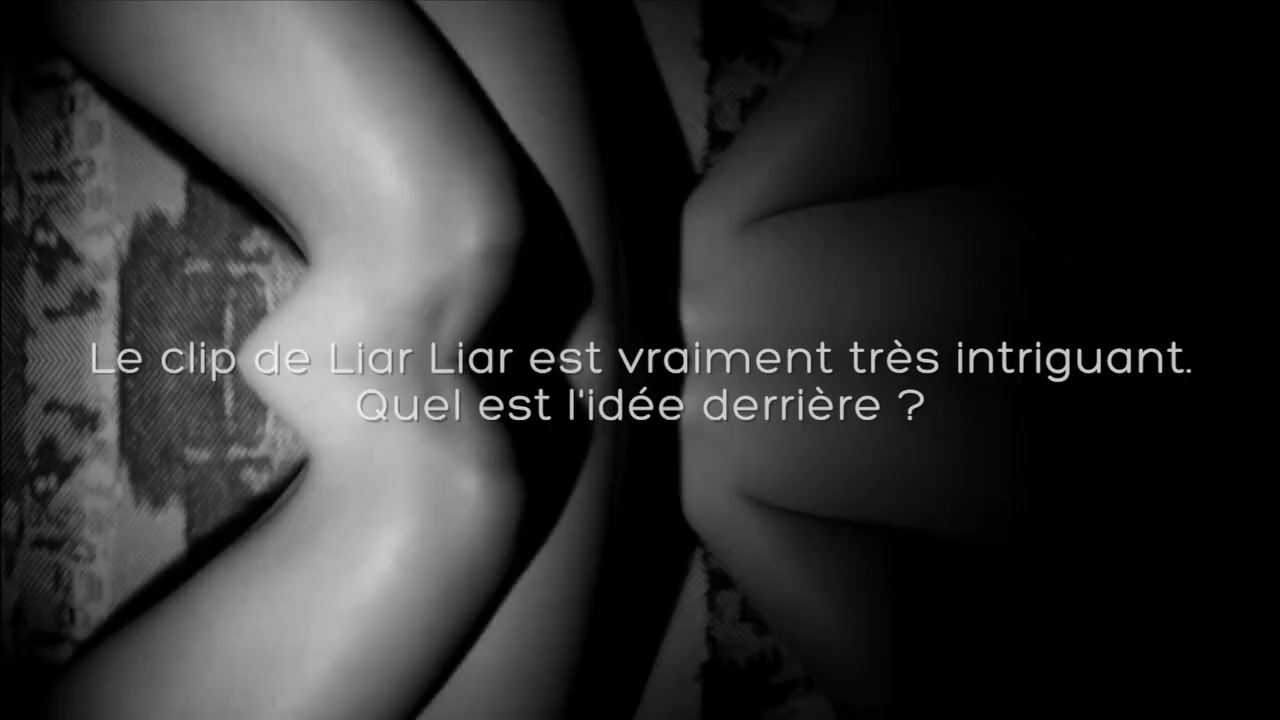 Le clip de Liar Liar est vraiment très intriguant.
Quel est l'idée derrière ?